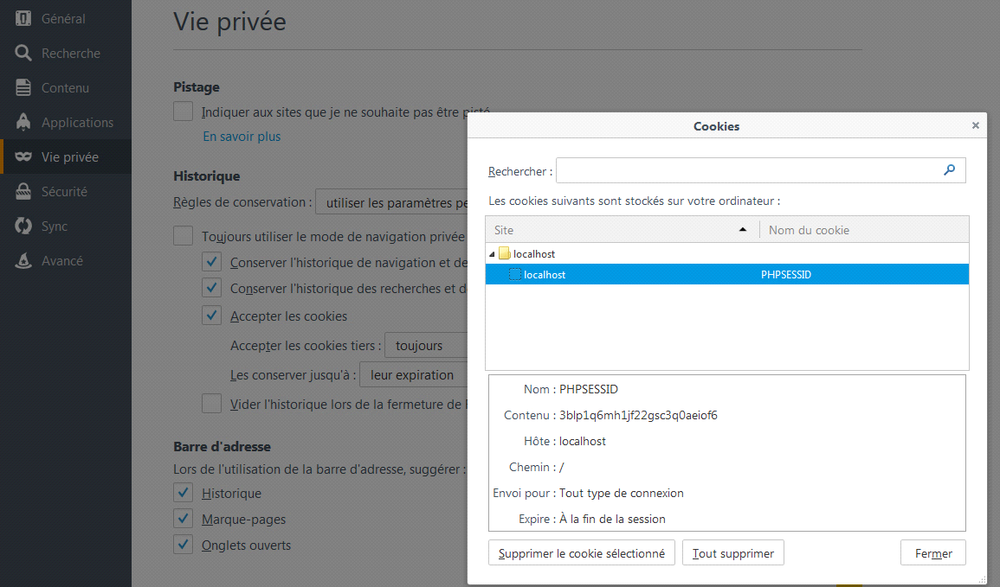 Général
Recherche
Contenu
Applications
Vie privée
Sécurité
Sync
Avancé
Vie privée
Pistage
Indiquer aux sites que je ne souhaite pas être pisté
En savoir plus
Historique
Règles de conservation : utiliser les paramètres
Toujours utiliser le mode de navigation privée
Conserver l'historique de navigation et
Conserver l'historique des recherches et
Accepter les cookies
Accepter les cookies tiers : toujours
Les conserver jusqu'à : leur expiration
Vider l'historique lors de la fermeture de
Barre d'adresse
Lors de l'utilisation de la barre d'adresse, suggérer :
Historique
Marque-pages
Onglets ouverts
Cookies
Rechercher :
Les cookies suivants sont stockés sur votre ordinateur :
Site Nom du cookie
localhost
localhost PHPSESSID
Nom : PHPSESSID
Contenu : 3blp1q6mh1jf22gsc3q0aeiof6
Hôte : localhost
Chemin : /
Envoi pour : Tout type de connexion
Expire : À la fin de la session
Supprimer le cookie sélectionné Tout supprimer Fermer